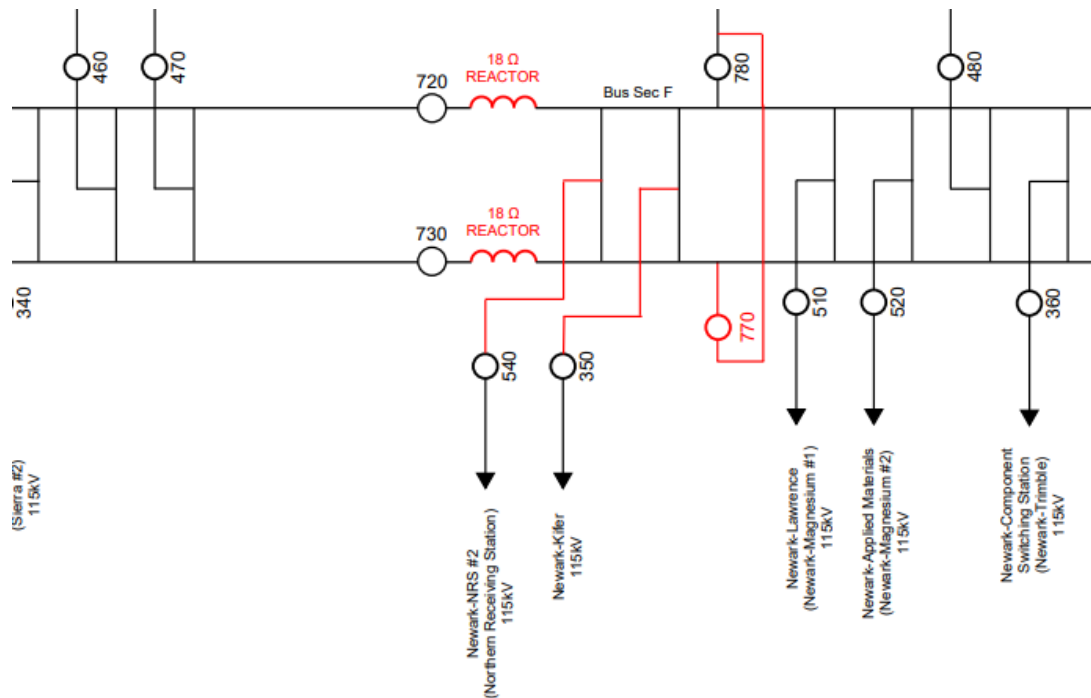 460
470
720
18 Ω
REACTOR
Bus Sec F
780
480
730
18 Ω
REACTOR
340
540
350
770
510
520
360
(Sierra #2)
115kV
Newark-NRS #2
(Northern Receiving Station)
115kV
Newark-Kifer
115kV
Newark-Lawrence
(Newark-Magnesium #1)
115kV
Newark-Applied Materials
(Newark-Magnesium #2)
115kV
Newark-Component
Switching Station
(Newark-Trimble)
115kV